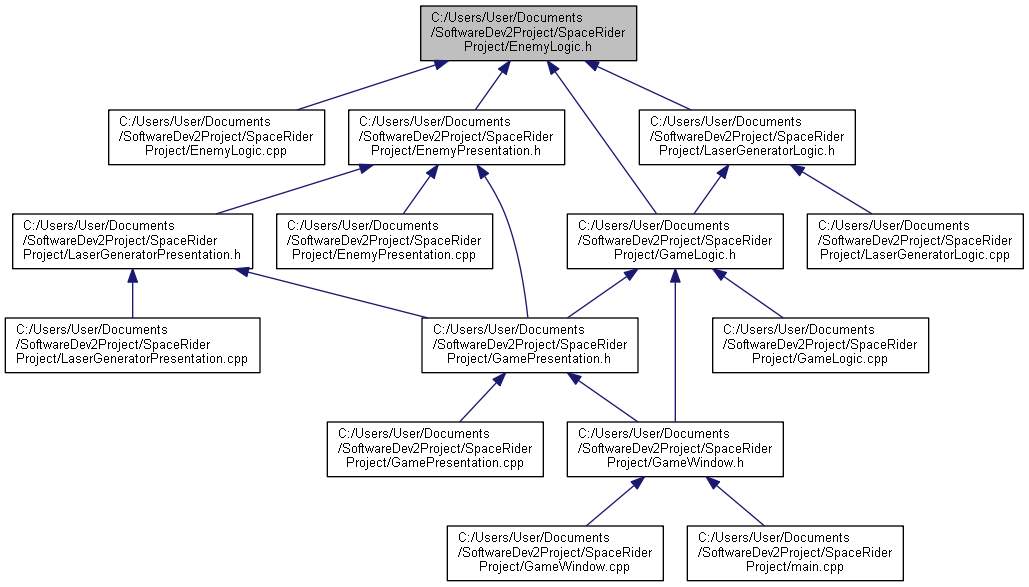 C:/Users/User/Documents
/SoftwareDev2Project/SpaceRider
Project/EnemyLogic.h
C:/Users/User/Documents
/SoftwareDev2Project/SpaceRider
Project/EnemyLogic.cpp
C:/Users/User/Documents
/SoftwareDev2Project/SpaceRider
Project/EnemyPresentation.h
C:/Users/User/Documents
/SoftwareDev2Project/SpaceRider
Project/LaserGeneratorLogic.h
C:/Users/User/Documents
/SoftwareDev2Project/SpaceRider
Project/LaserGeneratorPresentation.h
C:/Users/User/Documents
/SoftwareDev2Project/SpaceRider
Project/EnemyPresentation.cpp
C:/Users/User/Documents
/SoftwareDev2Project/SpaceRider
Project/GameLogic.h
C:/Users/User/Documents
/SoftwareDev2Project/SpaceRider
Project/LaserGeneratorLogic.cpp
C:/Users/User/Documents
/SoftwareDev2Project/SpaceRider
Project/LaserGeneratorPresentation.cpp
C:/Users/User/Documents
/SoftwareDev2Project/SpaceRider
Project/GamePresentation.h
C:/Users/User/Documents
/SoftwareDev2Project/SpaceRider
Project/GameLogic.cpp
C:/Users/User/Documents
/SoftwareDev2Project/SpaceRider
Project/GamePresentation.cpp
C:/Users/User/Documents
/SoftwareDev2Project/SpaceRider
Project/GameWindow.h
C:/Users/User/Documents
/SoftwareDev2Project/SpaceRider
Project/GameWindow.cpp
C:/Users/User/Documents
/SoftwareDev2Project/SpaceRider
Project/main.cpp